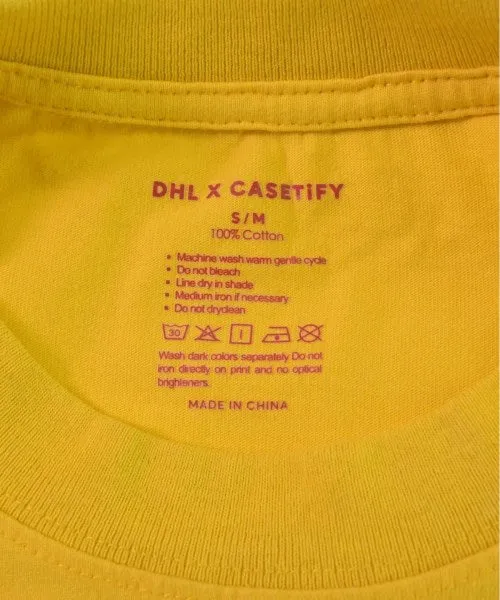 DHL X CASETiFY
S/M
100% Cotton
• Machine wash warm gentle cycle
• Do not bleach
• Line dry in shade
• Medium iron if necessary
• Do not dryclean
30
Wash dark colors separately Do not
iron directly on print and no optical
brighteners.
MADE IN CHINA